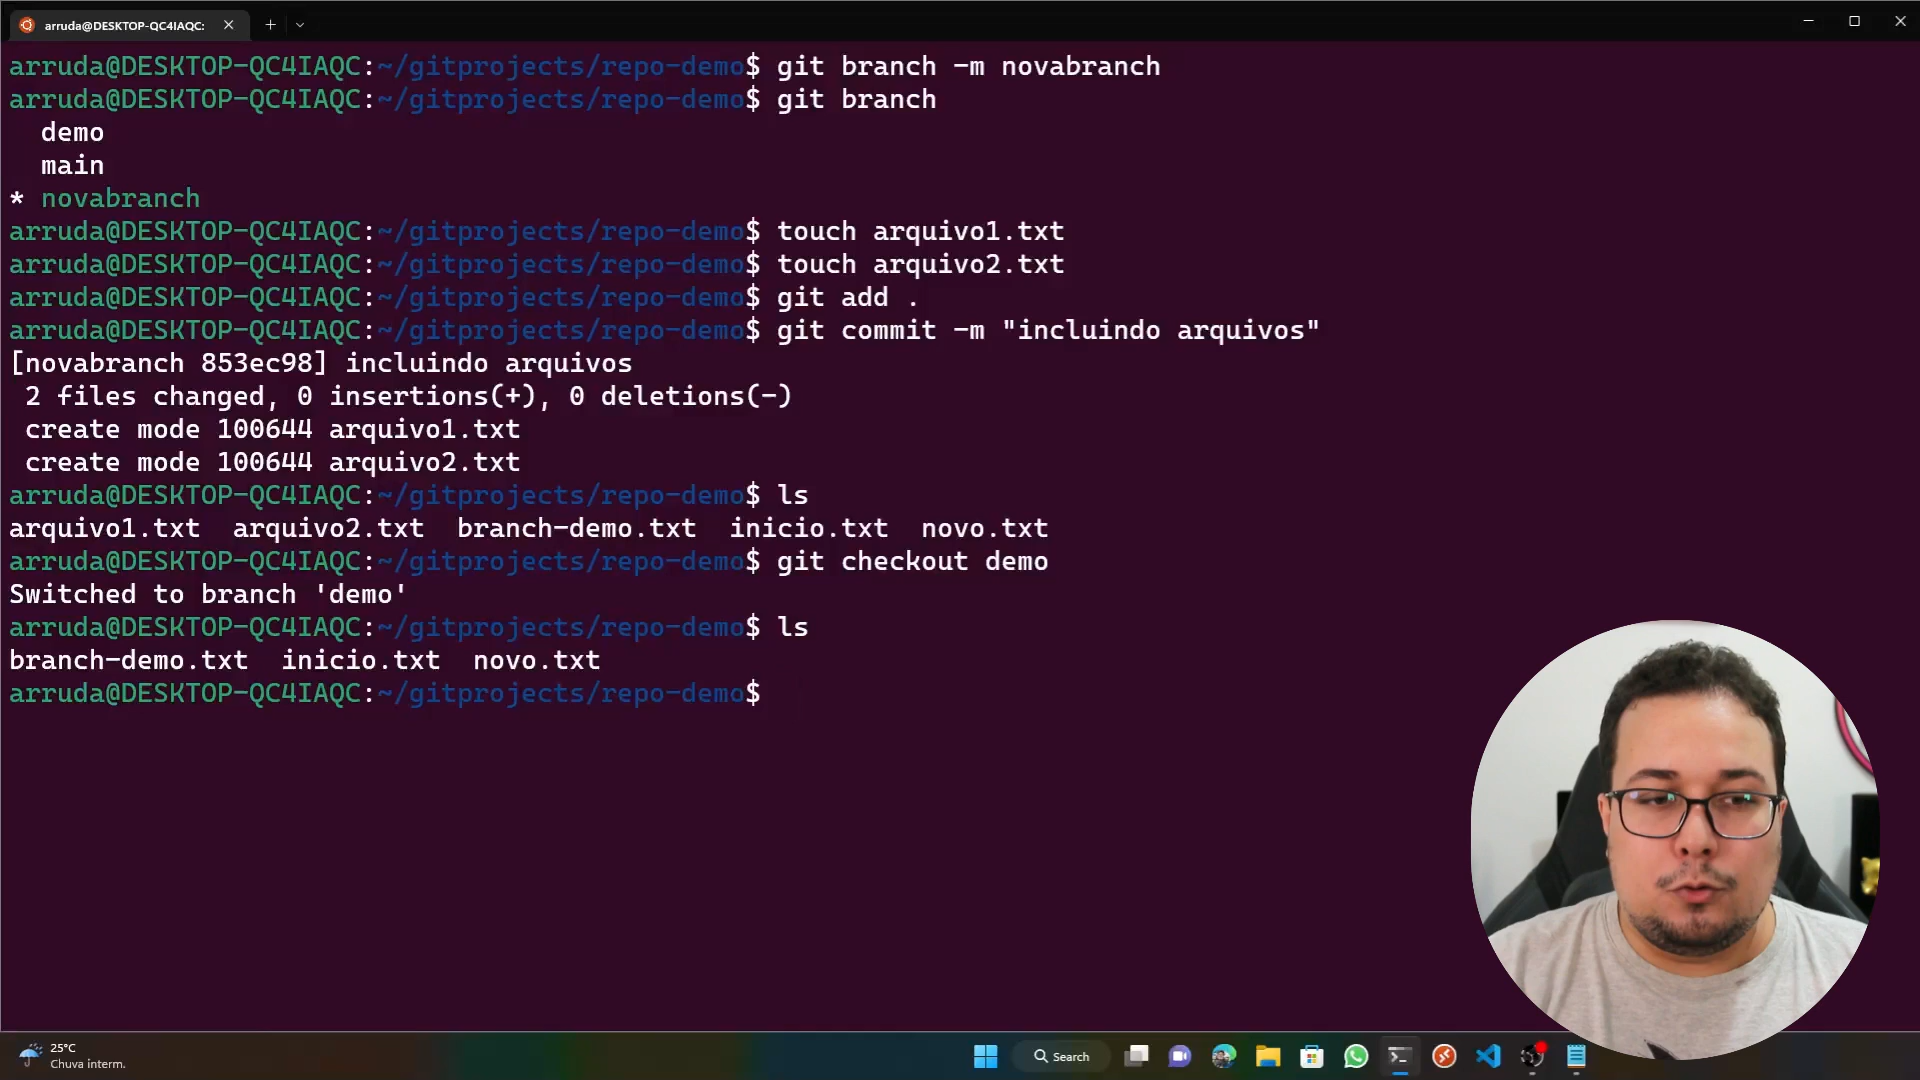 arruda@DESKTOP-QC4IAQC:
arruda@DESKTOP-QC4IAQC:~/gitprojects/repo-demo$ git branch -m novabranch
arruda@DESKTOP-QC4IAQC:~/gitprojects/repo-demo$ git branch
  demo
  main
* novabranch
arruda@DESKTOP-QC4IAQC:~/gitprojects/repo-demo$ touch arquivo1.txt
arruda@DESKTOP-QC4IAQC:~/gitprojects/repo-demo$ touch arquivo2.txt
arruda@DESKTOP-QC4IAQC:~/gitprojects/repo-demo$ git add .
arruda@DESKTOP-QC4IAQC:~/gitprojects/repo-demo$ git commit -m "incluindo arquivos"
[novabranch 853ec98] incluindo arquivos
 2 files changed, 0 insertions(+), 0 deletions(-)
 create mode 100644 arquivo1.txt
 create mode 100644 arquivo2.txt
arruda@DESKTOP-QC4IAQC:~/gitprojects/repo-demo$ ls
arquivo1.txt  arquivo2.txt  branch-demo.txt  inicio.txt  novo.txt
arruda@DESKTOP-QC4IAQC:~/gitprojects/repo-demo$ git checkout demo
Switched to branch 'demo'
arruda@DESKTOP-QC4IAQC:~/gitprojects/repo-demo$ ls
branch-demo.txt  inicio.txt  novo.txt
arruda@DESKTOP-QC4IAQC:~/gitprojects/repo-demo$
25°C
Chuva interm.
Search